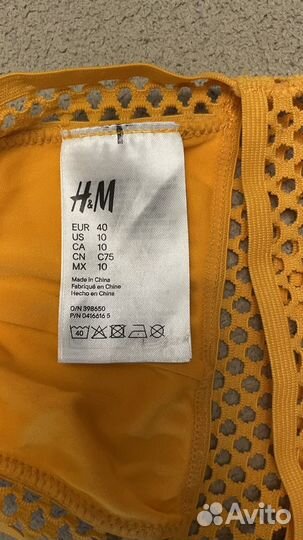 H&M
EUR 40
US 10
CA 10
CN C75
MX 10
Made in China
Fabriqué en Chine
Hecho en China
O/N 398650
P/N 0416616 5
40
Avito